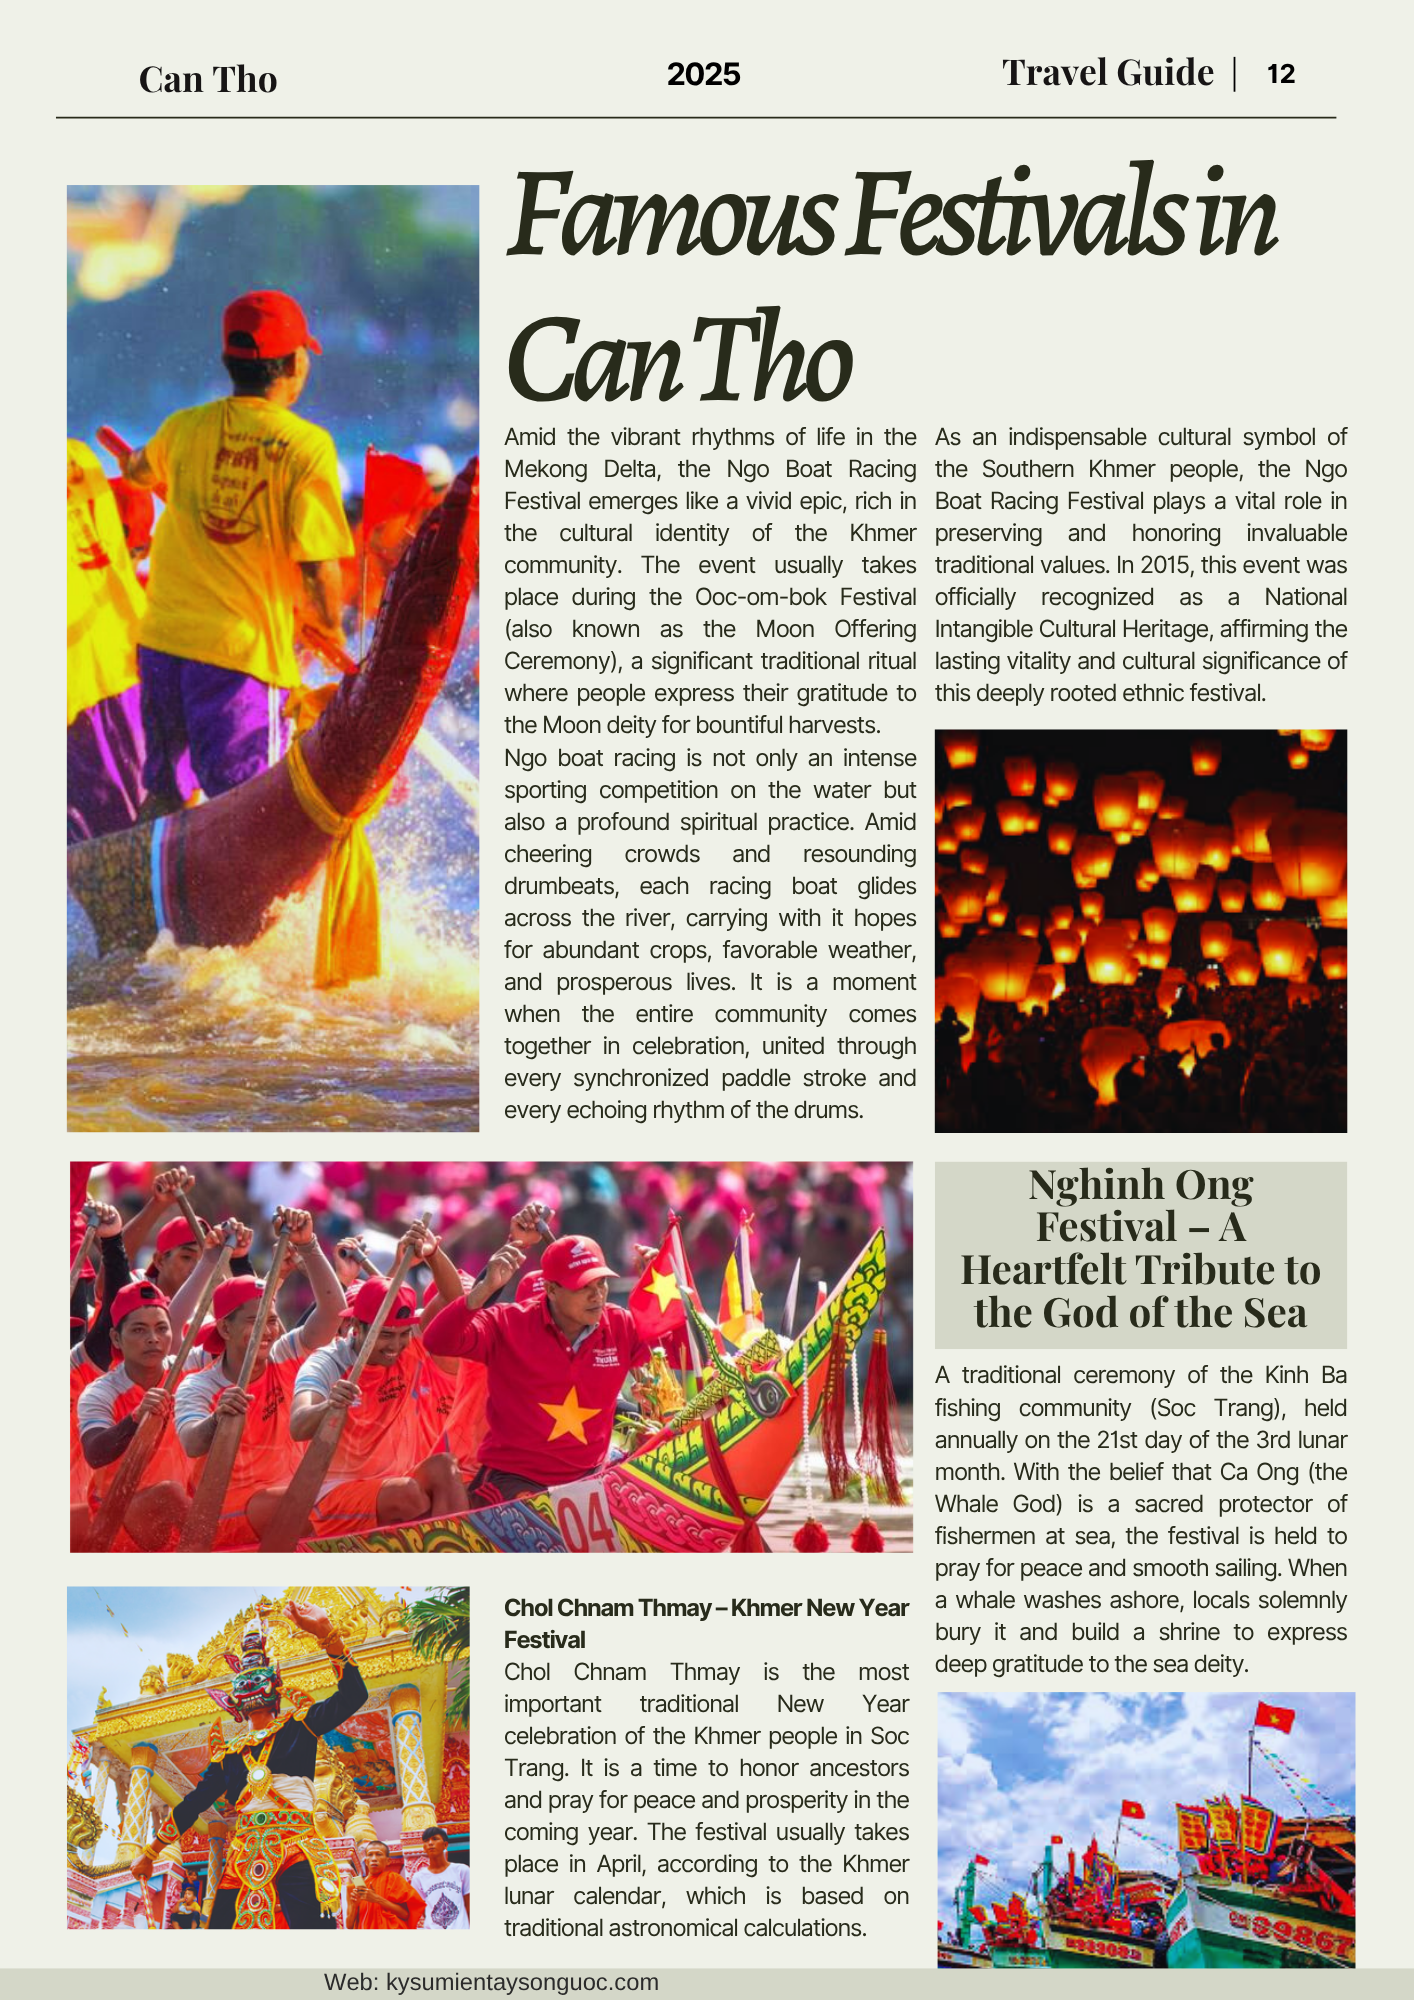 Can Tho
2025
Travel Guide |
12
Famous Festivals in
Can Tho
Amid the vibrant rhythms of life in the
Mekong Delta, the Ngo Boat Racing
Festival emerges like a vivid epic, rich in
the cultural identity of the Khmer
community. The event usually takes
place during the Ooc-om-bok Festival
(also known as the Moon Offering
Ceremony), a significant traditional ritual
where people express their gratitude to
the Moon deity for bountiful harvests.
Ngo boat racing is not only an intense
sporting competition on the water but
also a profound spiritual practice. Amid
cheering crowds and resounding
drumbeats, each racing boat glides
across the river, carrying with it hopes
for abundant crops, favorable weather,
and prosperous lives. It is a moment
when the entire community comes
together in celebration, united through
every synchronized paddle stroke and
every echoing rhythm of the drums.
As an indispensable cultural symbol of
the Southern Khmer people, the Ngo
Boat Racing Festival plays a vital role in
preserving and honoring invaluable
traditional values. In 2015, this event was
officially recognized as a National
Intangible Cultural Heritage, affirming the
lasting vitality and cultural significance of
this deeply rooted ethnic festival.
04
Nghinh Ong
Festival – A
Heartfelt Tribute to
the God of the Sea
A traditional ceremony of the Kinh Ba
fishing community (Soc Trang), held
annually on the 21st day of the 3rd lunar
month. With the belief that Ca Ong (the
Whale God) is a sacred protector of
fishermen at sea, the festival is held to
pray for peace and smooth sailing. When
a whale washes ashore, locals solemnly
bury it and build a shrine to express
deep gratitude to the sea deity.
Chol Chnam Thmay – Khmer New Year
Festival
Chol Chnam Thmay is the most
important traditional New Year
celebration of the Khmer people in Soc
Trang. It is a time to honor ancestors
and pray for peace and prosperity in the
coming year. The festival usually takes
place in April, according to the Khmer
lunar calendar, which is based on
traditional astronomical calculations.
99867
Web: kysumientaysonguoc.com